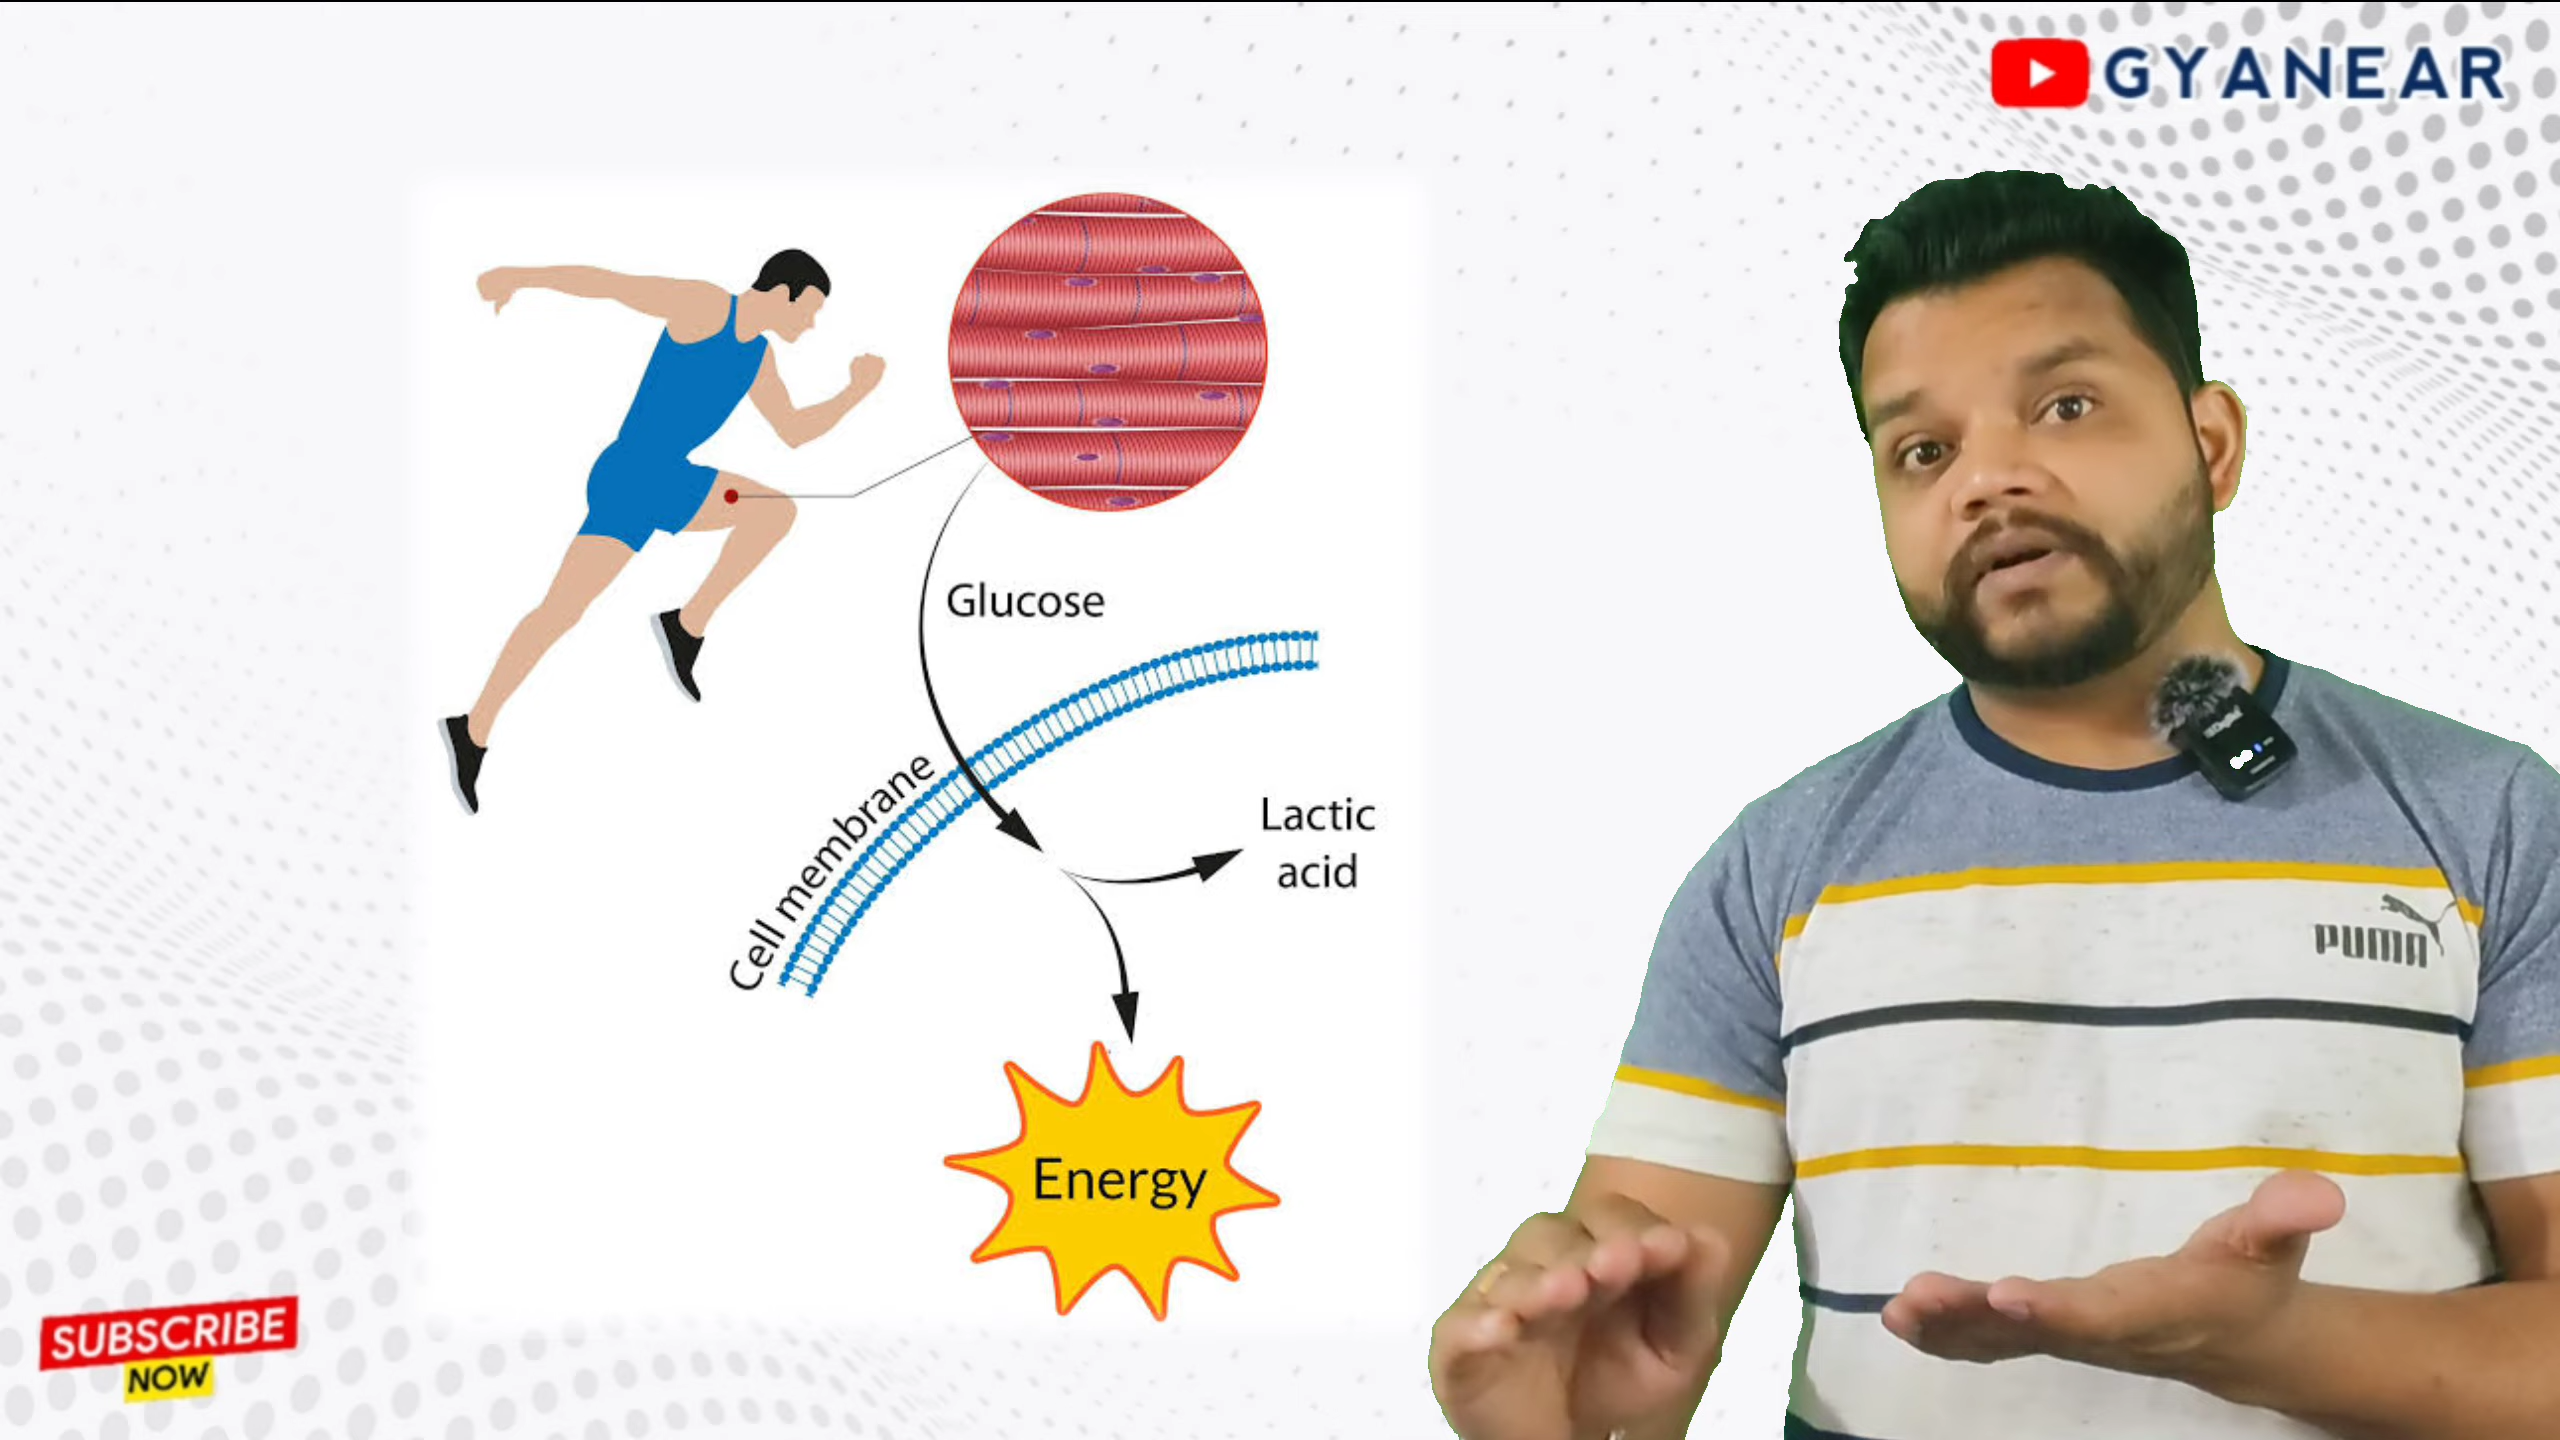 GYANEAR
Glucose
Cell membrane
Lactic
acid
Energy
PUMA
SUBSCRIBE
NOW